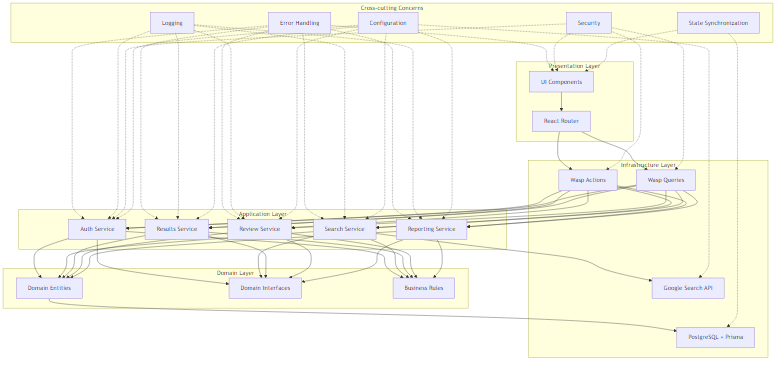 Cross-cutting Concerns
Logging
Error Handling
Configuration
Security
State Synchronization
Presentation Layer
UI Components
React Router
Infrastructure Layer
Wasp Actions
Wasp Queries
Application Layer
Auth Service
Results Service
Review Service
Search Service
Reporting Service
Domain Layer
Domain Entities
Domain Interfaces
Business Rules
Google Search API
PostgreSQL + Prisma